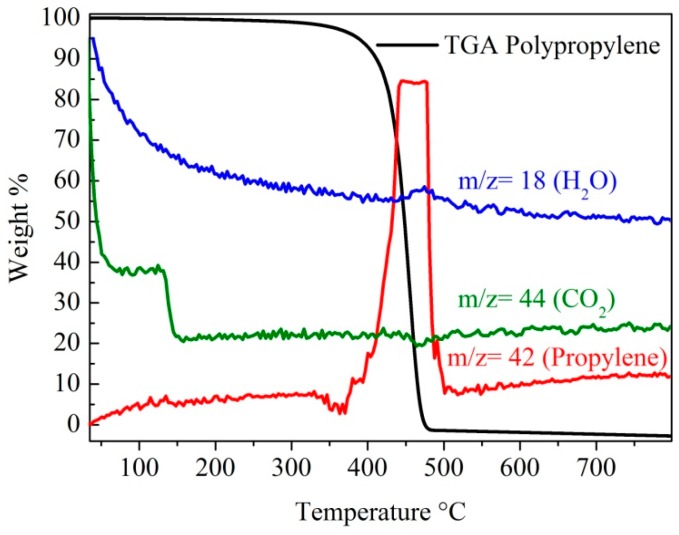 100
90
80
70
60
50
40
30
20
10
0
Weight %
TGA Polypropylene
m/z= 18 (H₂O)
m/z= 44 (CO₂)
m/z= 42 (Propylene)
100 200 300 400 500 600 700
Temperature °C